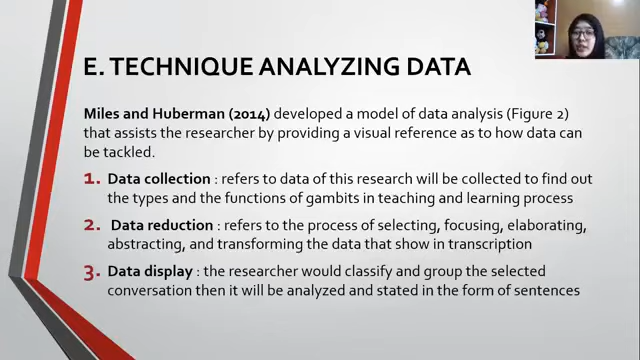 E. TECHNIQUE ANALYZING DATA
Miles and Huberman (2014) developed a model of data analysis (Figure 2)
that assists the researcher by providing a visual reference as to how data can
be tackled.
1. Data collection : refers to data of this research will be collected to find out
the types and the functions of gambits in teaching and learning process
2. Data reduction : refers to the process of selecting, focusing, elaborating,
abstracting, and transforming the data that show in transcription
3. Data display : the researcher would classify and group the selected
conversation then it will be analyzed and stated in the form of sentences